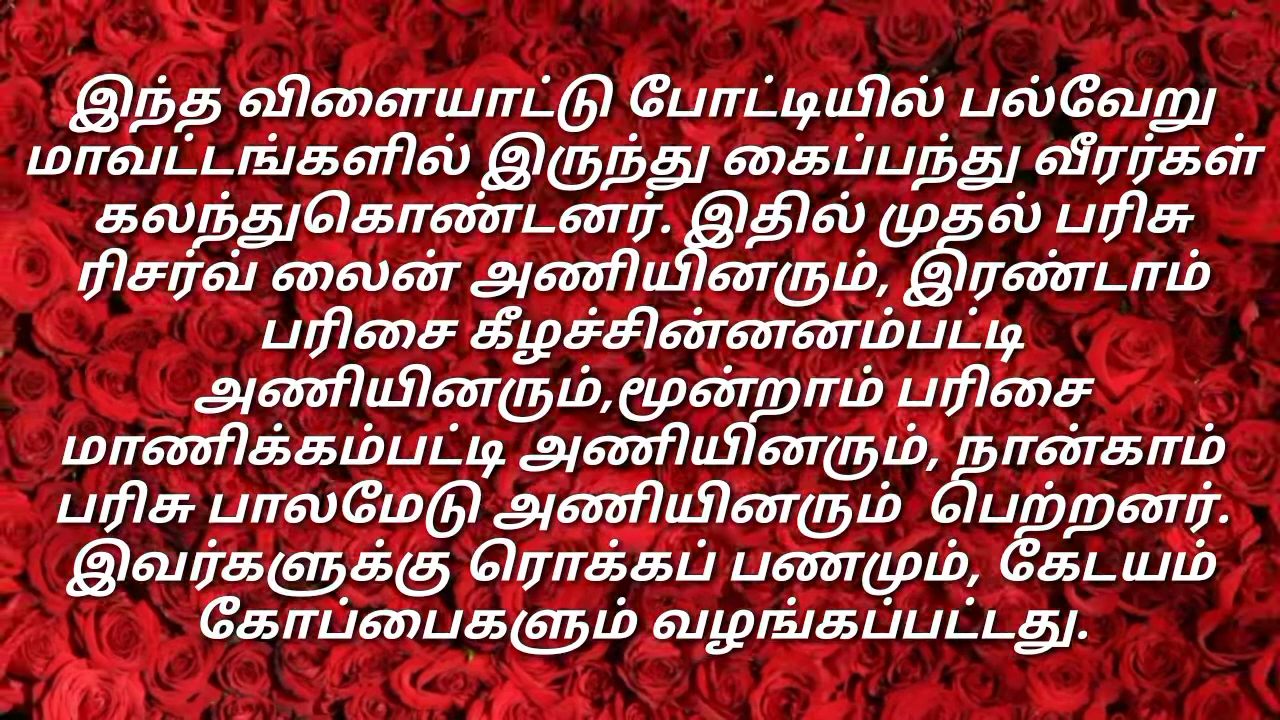 இந்த விளையாட்டு போட்டியில் பல்வேறு
மாவட்டங்களில் இருந்து கைப்பந்து வீரர்கள்
கலந்துகொண்டனர். இதில் முதல் பரிசு
ரிசர்வ் லைன் அணியினரும், இரண்டாம்
பரிசை கீழச்சின்னனம்பட்டி
அணியினரும்,மூன்றாம் பரிசை
மாணிக்கம்பட்டி அணியினரும், நான்காம்
பரிசு பாலமேடு அணியினரும் பெற்றனர்.
இவர்களுக்கு ரொக்கப் பணமும், கேடயம்
கோப்பைகளும் வழங்கப்பட்டது.